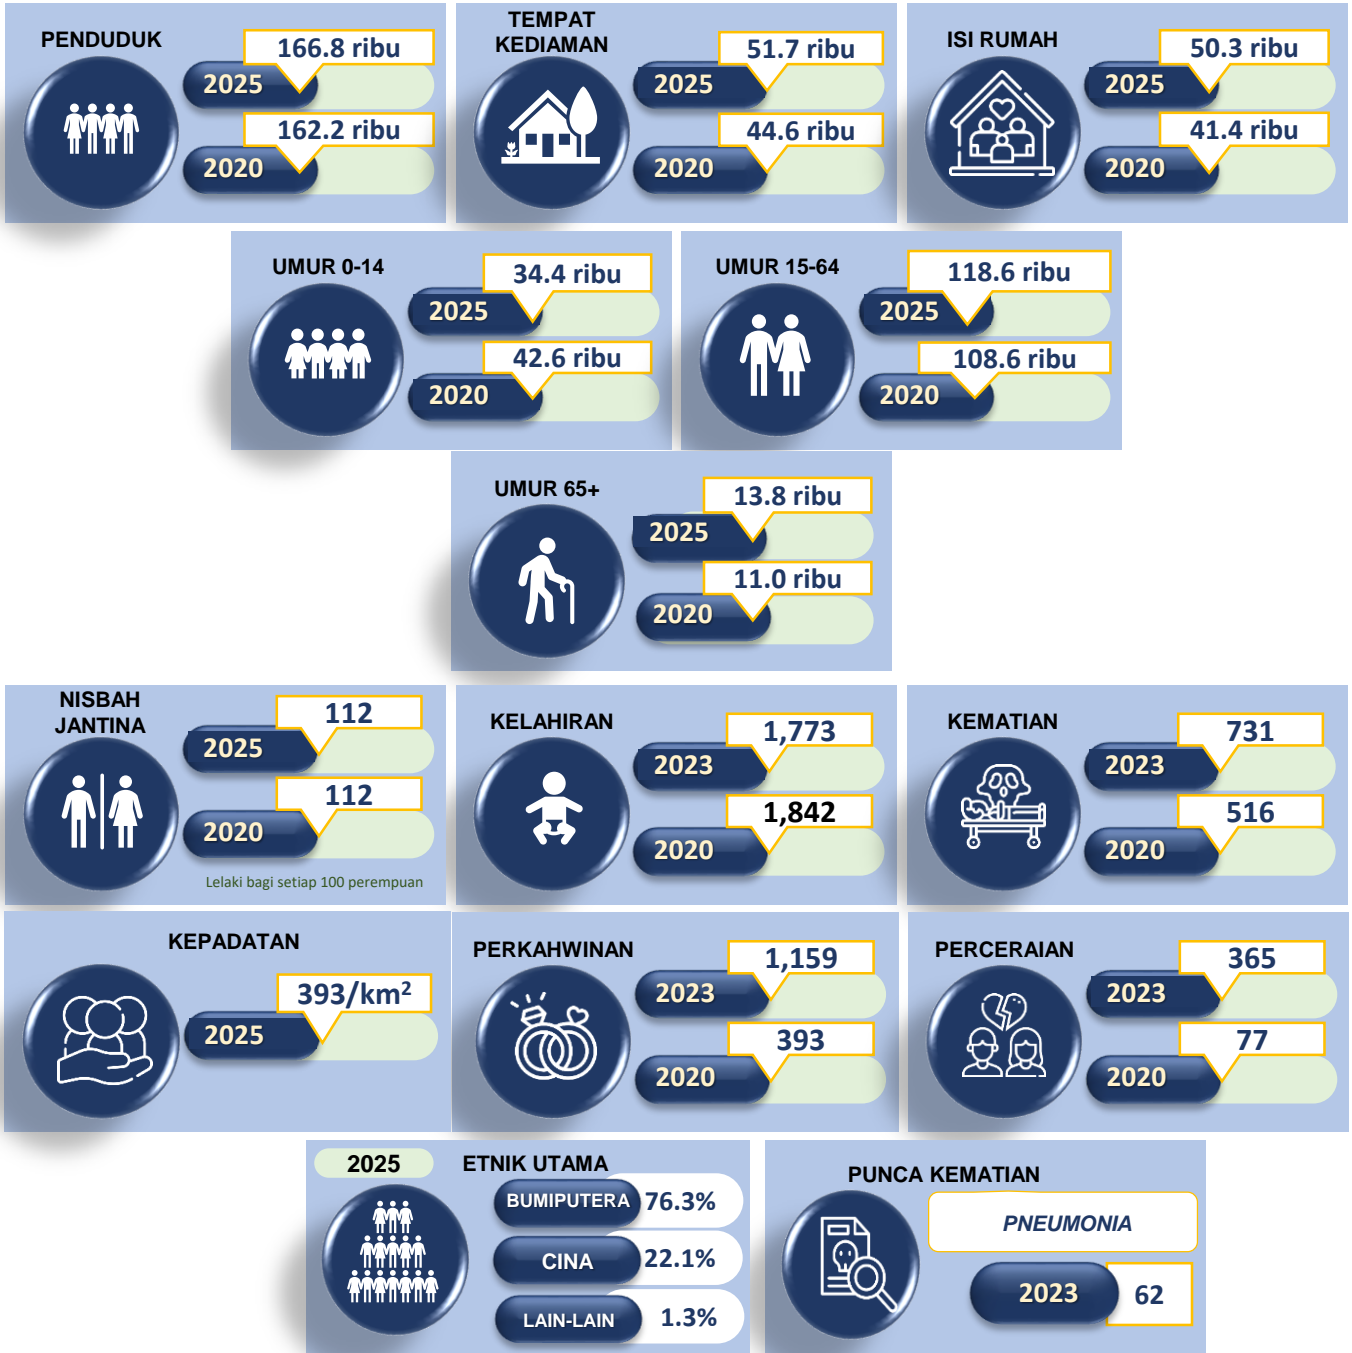 PENDUDUK
166.8 ribu
2025
162.2 ribu
2020
TEMPAT
KEDIAMAN
51.7 ribu
2025
44.6 ribu
2020
ISI RUMAH
50.3 ribu
2025
41.4 ribu
2020
UMUR 0-14
34.4 ribu
2025
42.6 ribu
2020
UMUR 15-64
118.6 ribu
2025
108.6 ribu
2020
UMUR 65+
13.8 ribu
2025
11.0 ribu
2020
NISBAH
JANTINA
112
2025
112
2020
Lelaki bagi setiap 100 perempuan
KELAHIRAN
1,773
2023
1,842
2020
KEMATIAN
731
2023
516
2020
KEPADATAN
393/km²
2025
PERKAHWINAN
1,159
2023
393
2020
PERCERAIAN
365
2023
77
2020
2025
ETNIK UTAMA
BUMIPUTERA 76.3%
CINA 22.1%
LAIN-LAIN 1.3%
PUNCA KEMATIAN
PNEUMONIA
2023 62